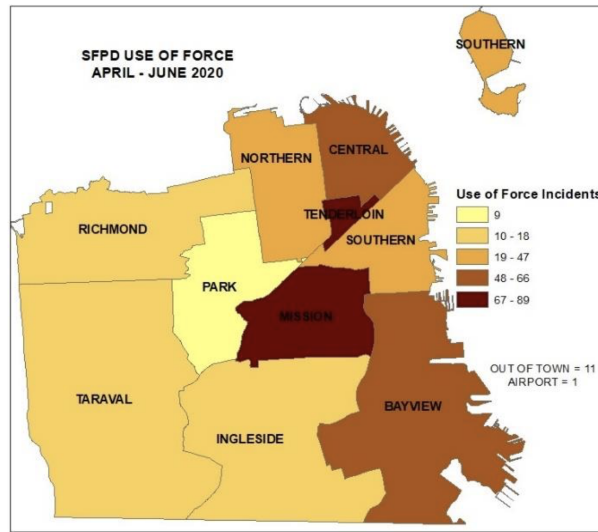 SFPD USE OF FORCE
APRIL - JUNE 2020
SOUTHERN
CENTRAL
NORTHERN
TENDERLOIN
RICHMOND
SOUTHERN
PARK
MISSION
TARAVAL
INGLESIDE
BAYVIEW
Use of Force Incidents
9
10 - 18
19 - 47
48 - 66
67 - 89
OUT OF TOWN = 11
AIRPORT = 1